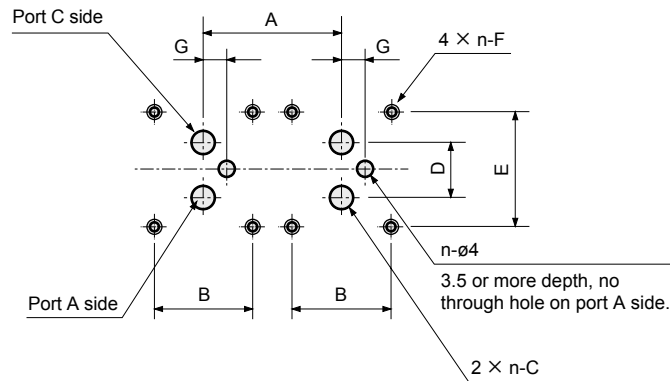 Port C side
A
G
G
4 × n-F
D
E
n-ø4
3.5 or more depth, no
through hole on port A side.
Port A side
B
B
2 × n-C